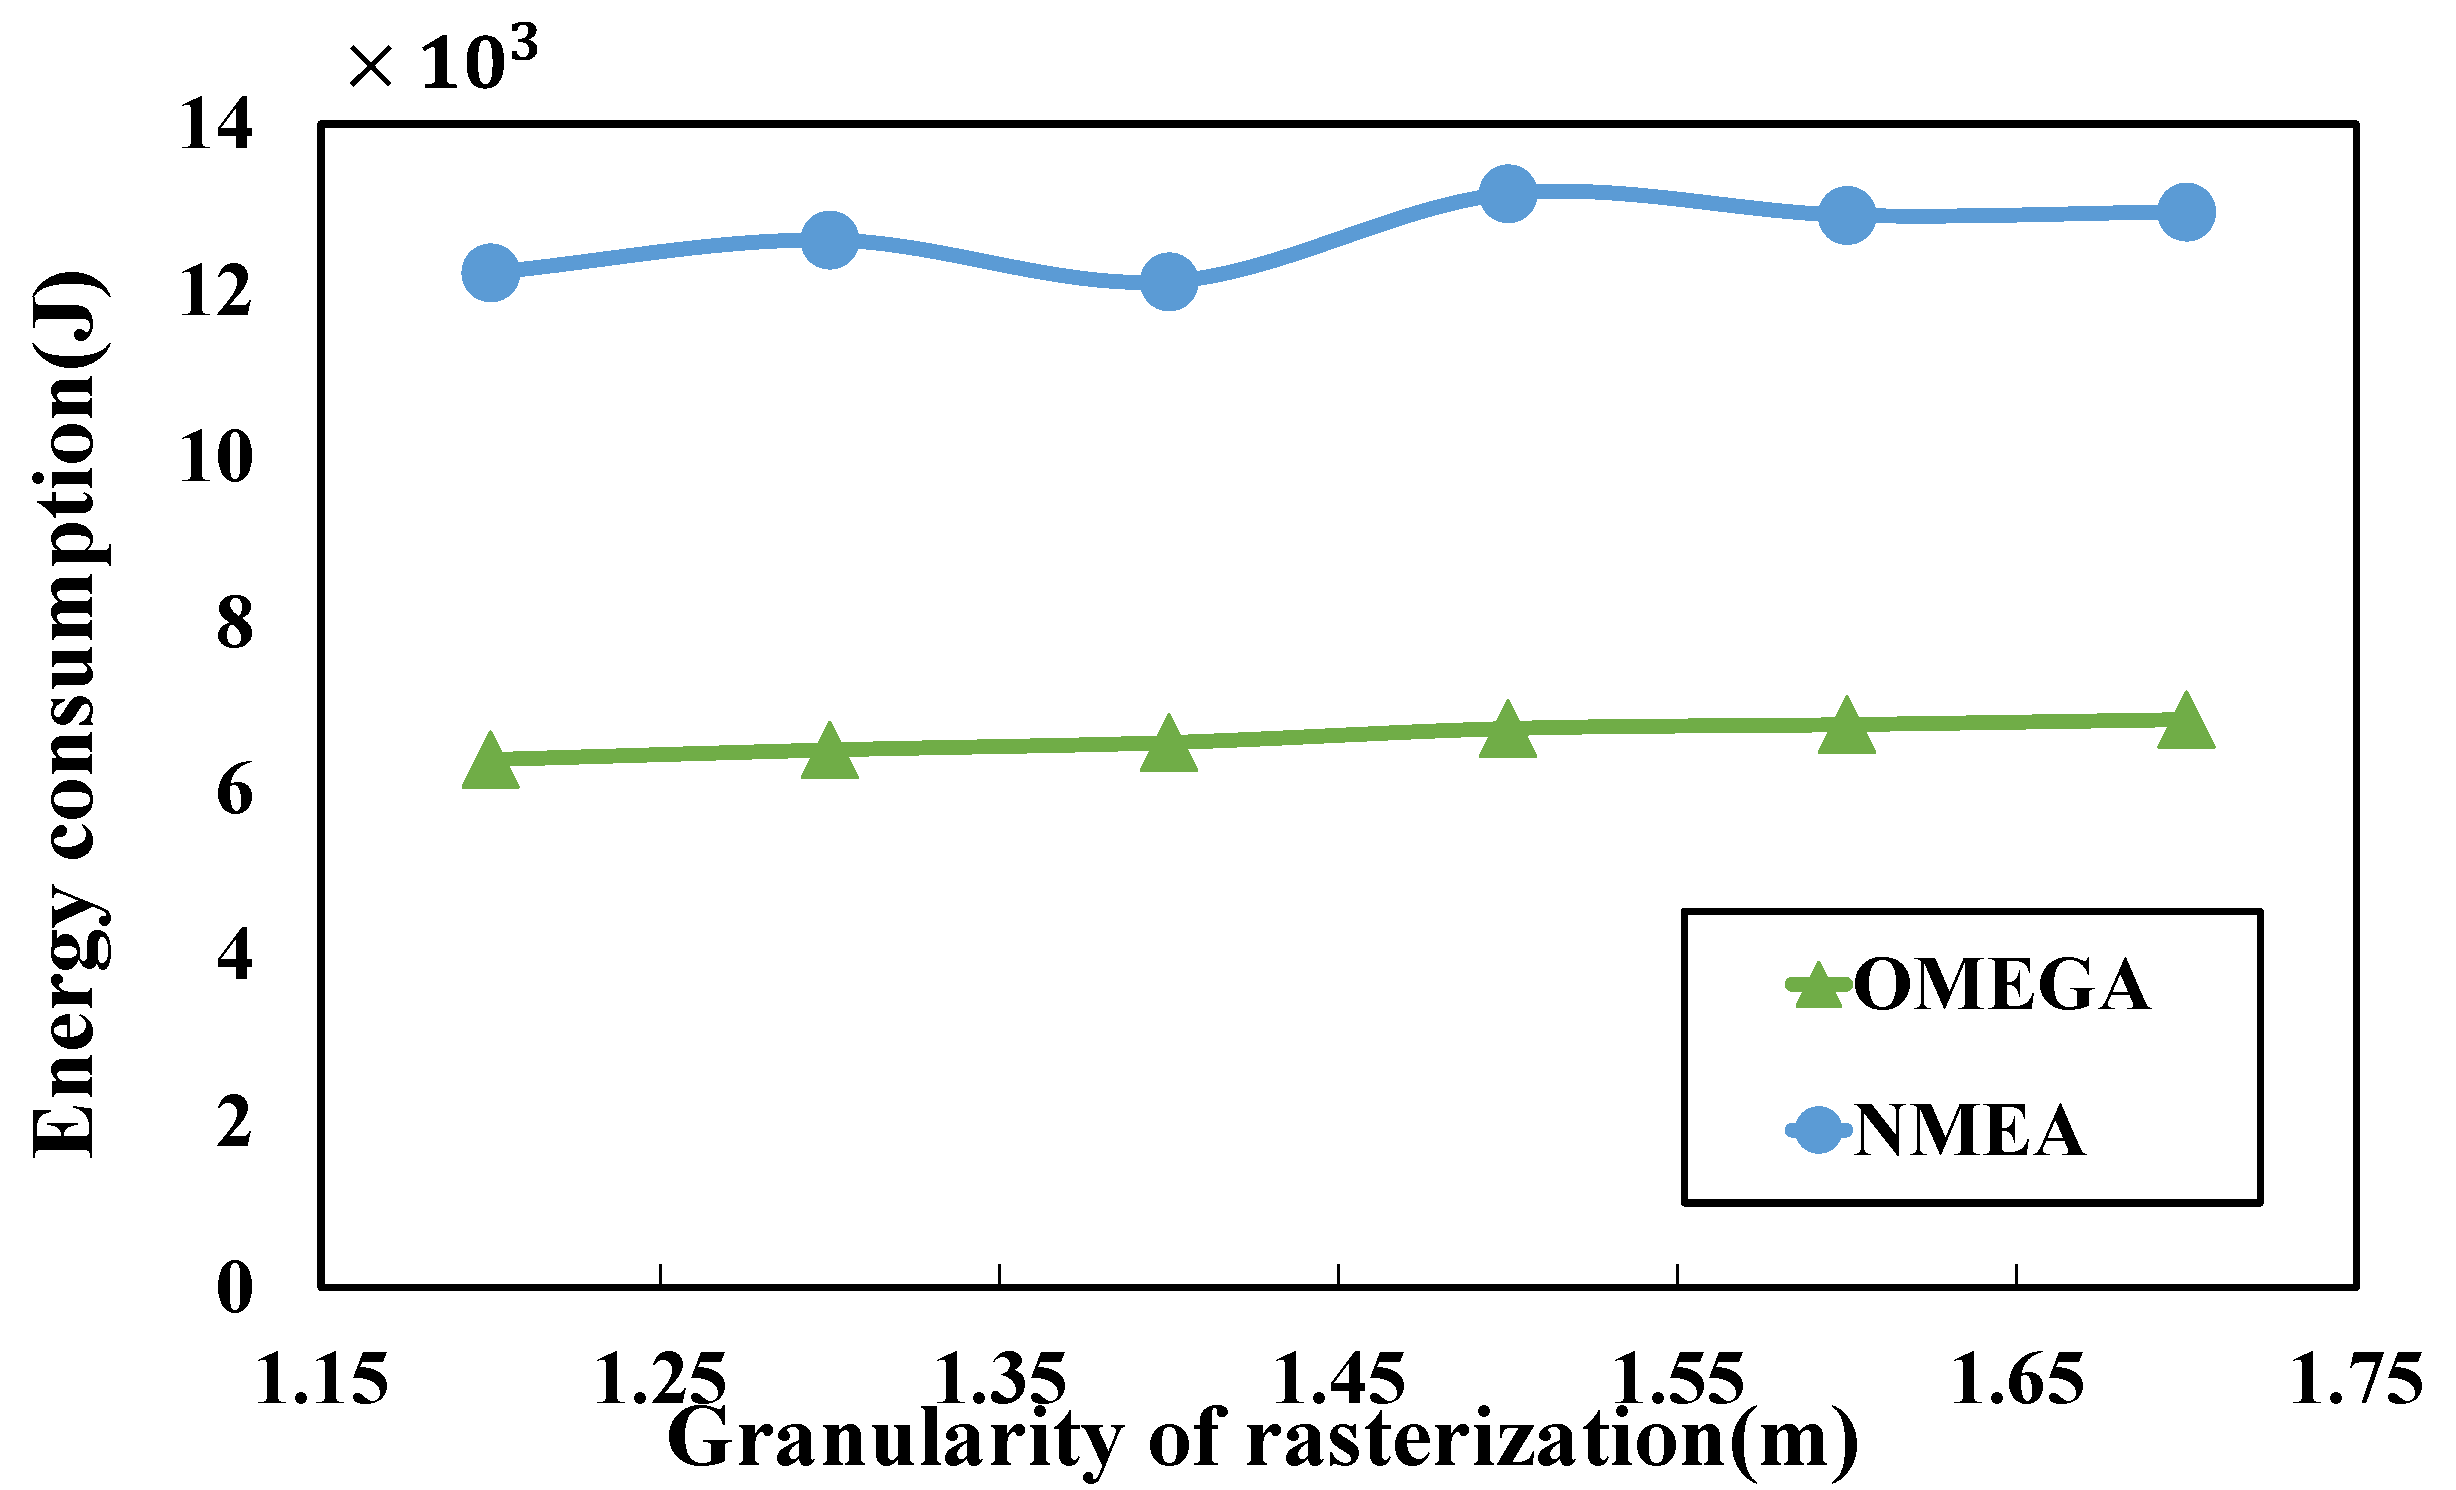 × 10³
14
12
10
8
6
4
2
0
Energy consumption(J)
OMEGA
NMEA
1.15 1.25 1.35 1.45 1.55 1.65 1.75
Granularity of rasterization(m)